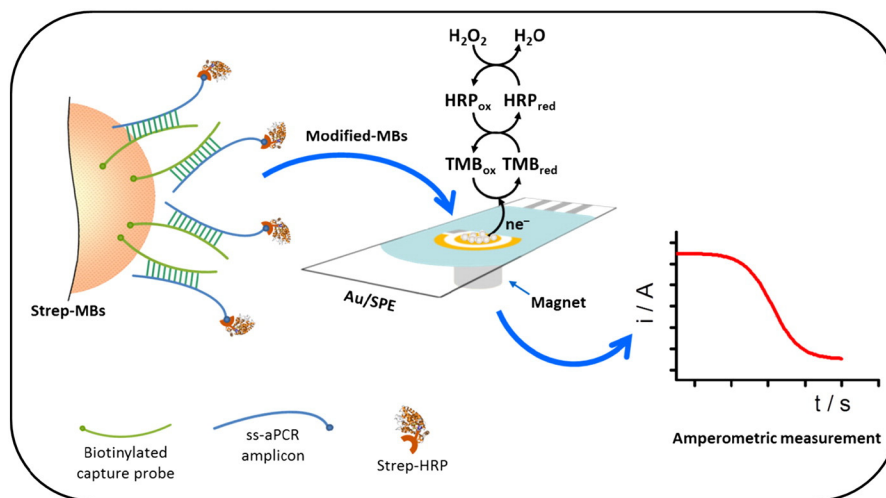 H₂O₂ H₂O
HRPox HRPred
TMBox TMBred
ne⁻
Modified-MBs
Strep-MBs
Au/SPE
Magnet
i / A
t / s
Amperometric measurement
Biotinylated
capture probe
ss-aPCR
amplicon
Strep-HRP